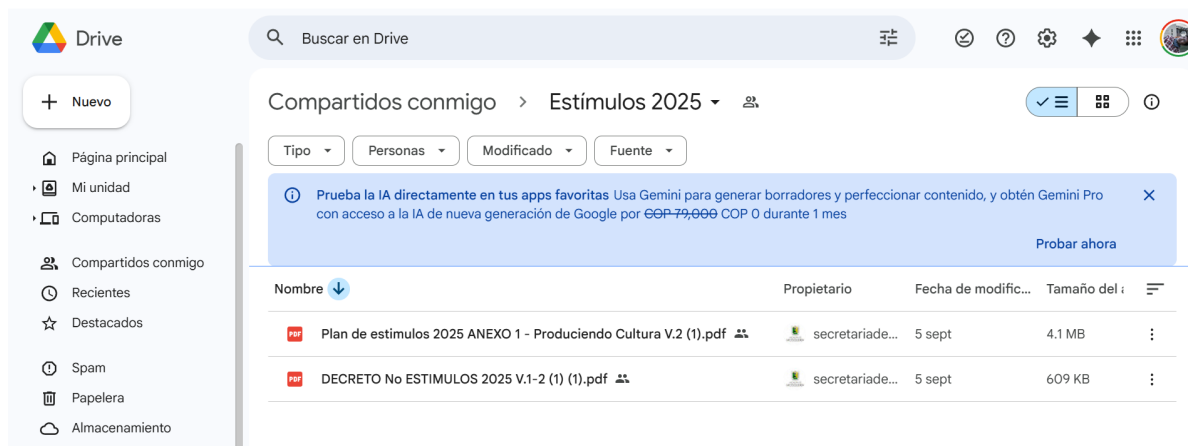 Drive
Buscar en Drive
Nuevo
Compartidos conmigo > Estímulos 2025
Tipo Personas Modificado Fuente
Página principal
Mi unidad
Computadoras
Compartidos conmigo
Recientes
Destacados
Spam
Papelera
Almacenamiento
Prueba la IA directamente en tus apps favoritas Usa Gemini para generar borradores y perfeccionar contenido, y obtén Gemini Pro
con acceso a la IA de nueva generación de Google por COP 79,000 COP 0 durante 1 mes
Probar ahora
Nombre Propietario Fecha de modific... Tamaño del
PDF Plan de estimulos 2025 ANEXO 1 - Produciendo Cultura V.2 (1).pdf secretariade... 5 sept 4.1 MB
PDF DECRETO No ESTIMULOS 2025 V.1-2 (1) (1).pdf secretariade... 5 sept 609 KB